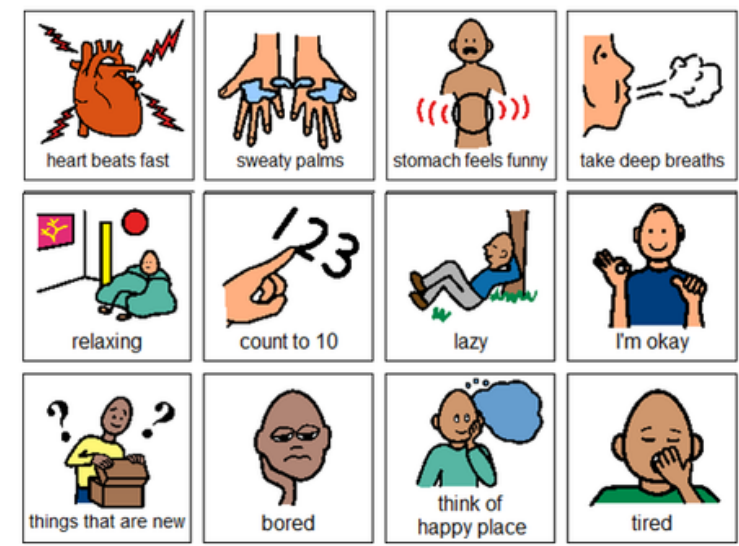 heart beats fast
sweaty palms
stomach feels funny
take deep breaths
relaxing
123
count to 10
lazy
I'm okay
? ?
things that are new
bored
think of
happy place
tired